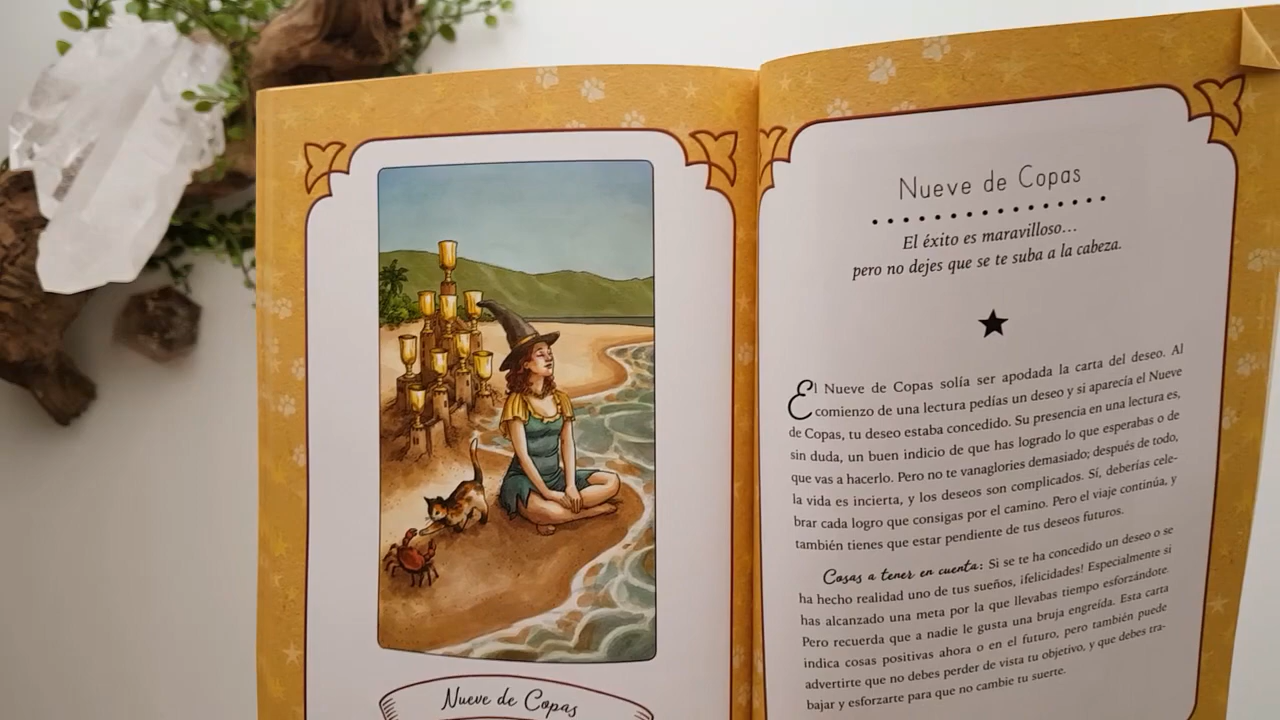 Nueve de Copas
Nueve de Copas
El éxito es maravilloso...
pero no dejes que se te suba a la cabeza.
El Nueve de Copas solía ser apodada la carta del deseo. Al
comienzo de una lectura pedías un deseo y si aparecía el Nueve
de Copas, tu deseo estaba concedido. Su presencia en una lectura es,
sin duda, un buen indicio de que has logrado lo que esperabas o de
que vas a hacerlo. Pero no te vanaglories demasiado; después de todo,
la vida es incierta, y los deseos son complicados. Sí, deberías cele-
brar cada logro que consigas por el camino. Pero el viaje continúa, y
también tienes que estar pendiente de tus deseos futuros.
Cosas a tener en cuenta: Si se te ha concedido un deseo o se
ha hecho realidad uno de tus sueños, ¡felicidades! Especialmente si
has alcanzado una meta por la que llevabas tiempo esforzándote.
Pero recuerda que a nadie le gusta una bruja engreída. Esta carta
indica cosas positivas ahora o en el futuro, pero también puede
advertirte que no debes perder de vista tu objetivo, y que debes tra-
bajar y esforzarte para que no cambie tu suerte.